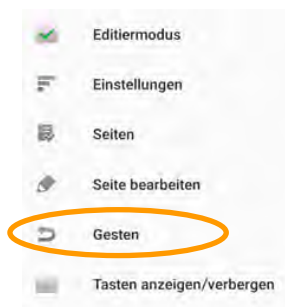 Editiermodus
Einstellungen
Seiten
Seite bearbeiten
Gesten
Tasten anzeigen/verbergen